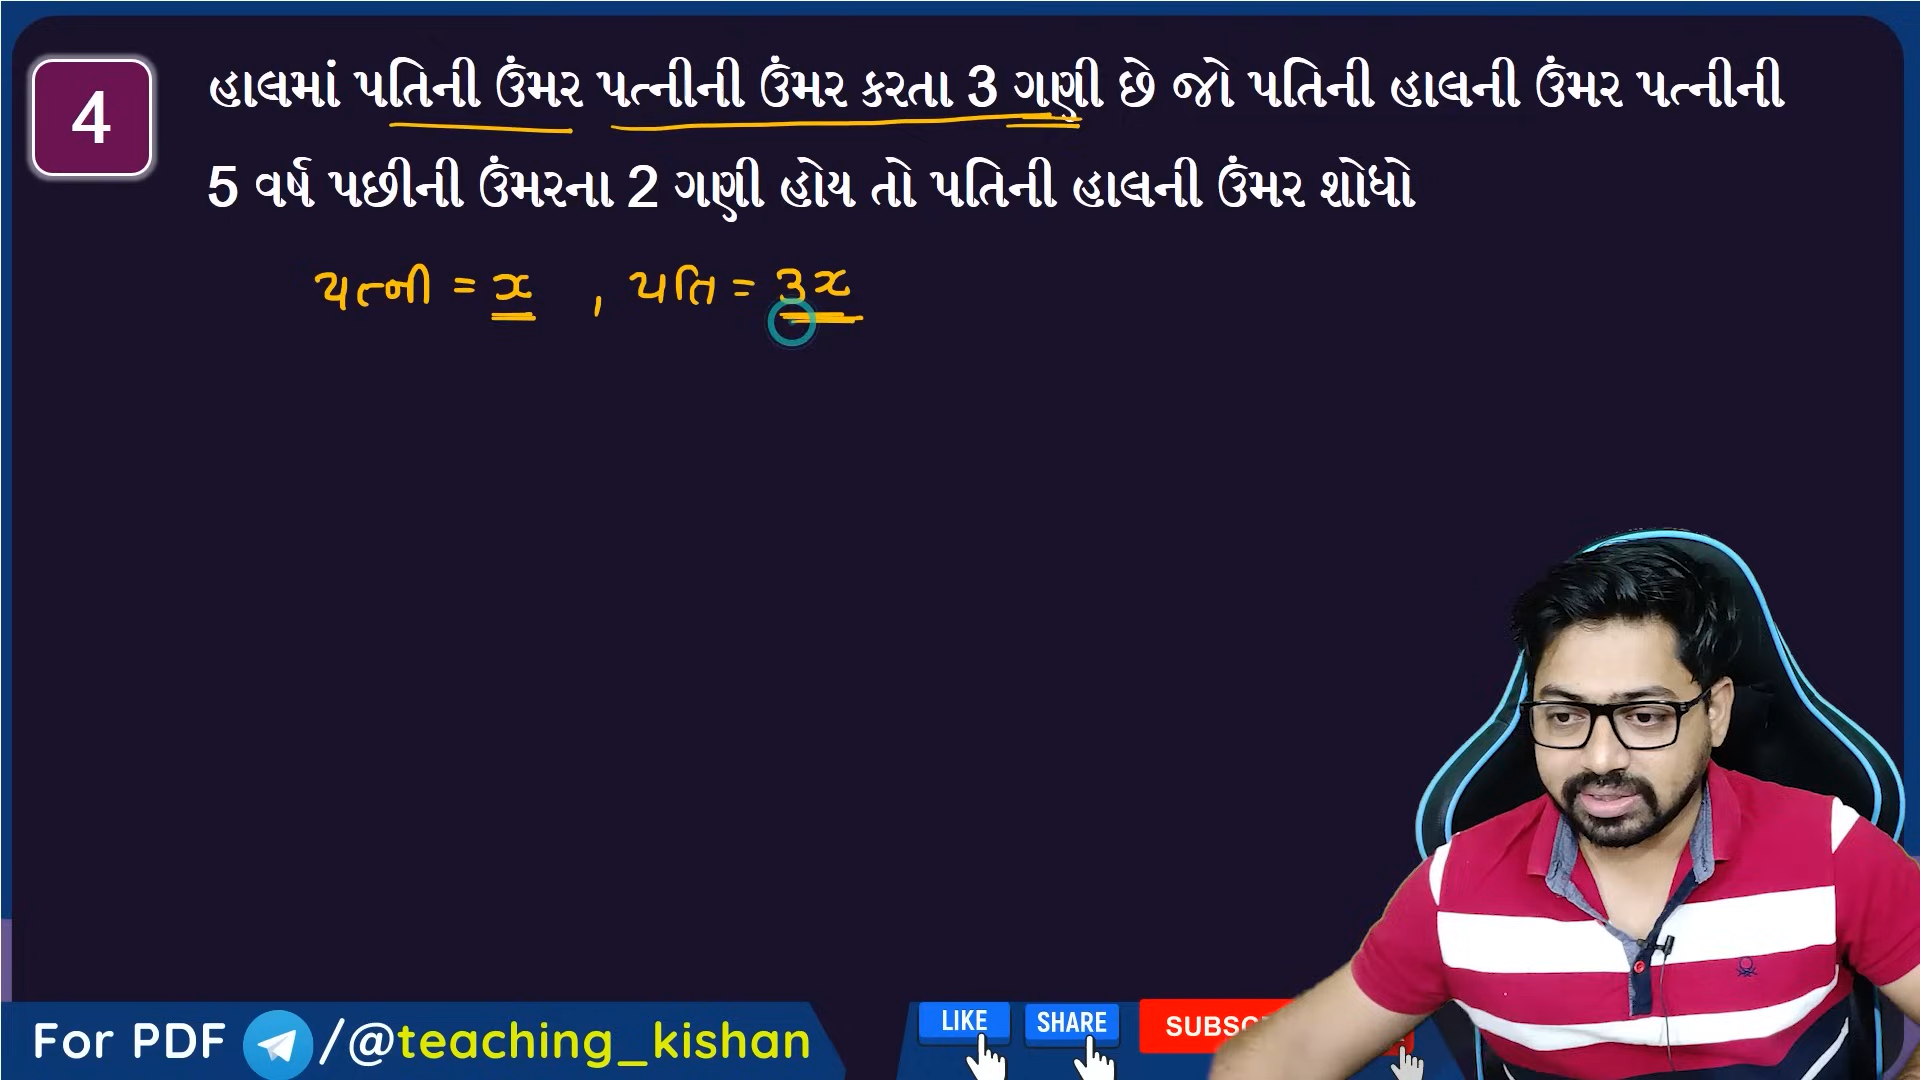 4
હાલમાં પતિની ઉંમર પત્નીની ઉંમર કરતા 3 ગણી છે જો પતિની હાલની ઉંમર પત્નીની
5 વર્ષ પછીની ઉંમરના 2 ગણી હોય તો પતિની હાલની ઉંમર શોધો
પત્ની = x , પતિ = 3x
For PDF /@teaching_kishan
LIKE SHARE